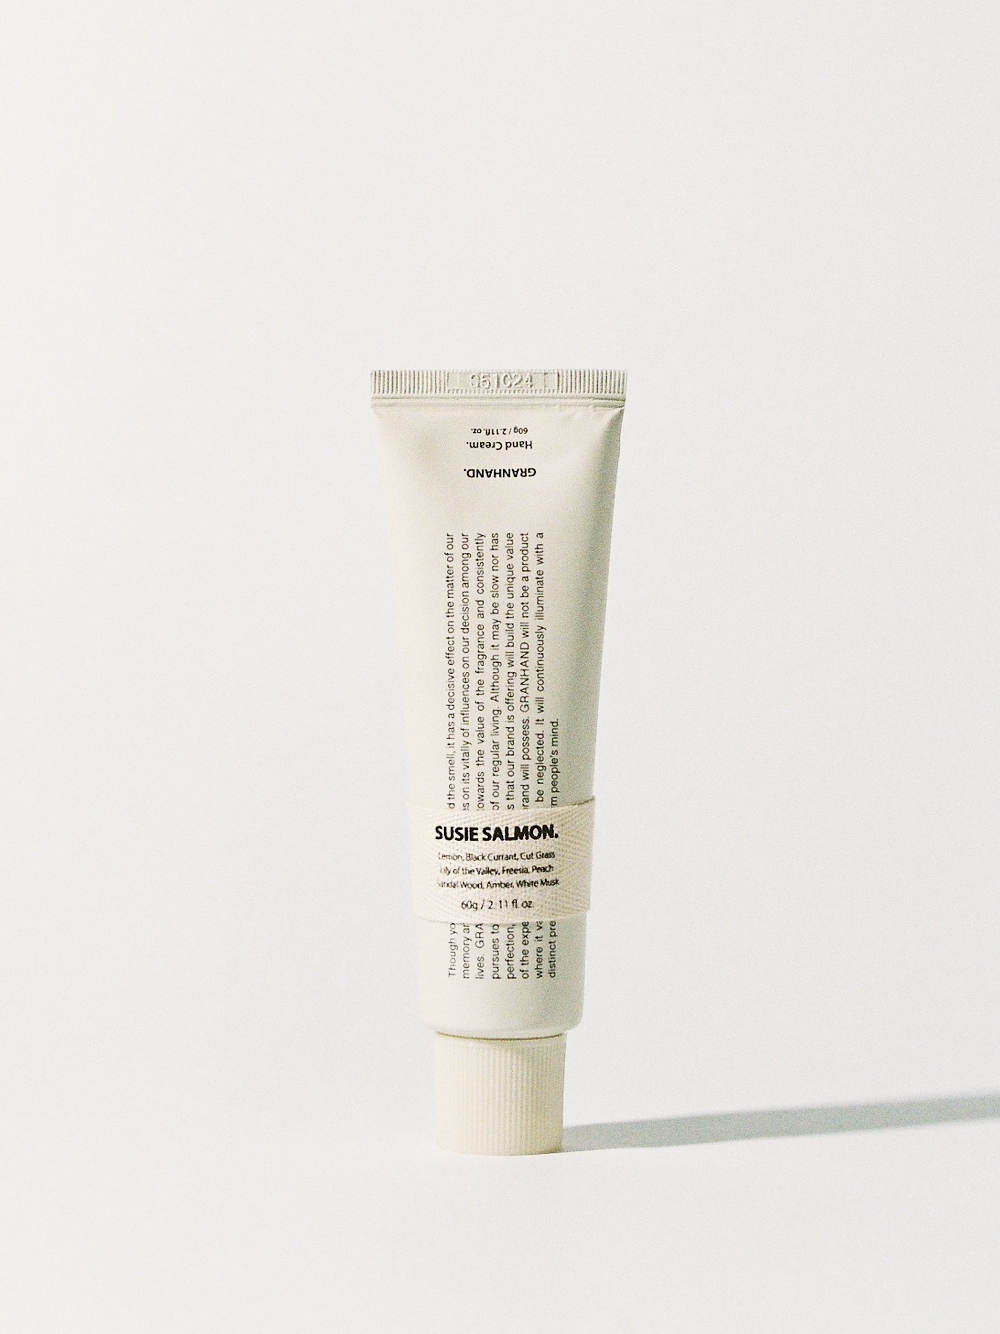 051024
60g / 2.11fl. oz.
Hand Cream.
GRANHAND.
d the smell, it has a decisive effect on the matter of our
s on its vitally of influences on our decision among our
owards the value of the fragrance and consistently
of our regular living. Although it may be slow nor has
s that our brand is offering will build the unique value
rand will possess. GRANHAND will not be a product
be neglected. It will continuously illuminate with a
rm people's mind.
SUSIE SALMON.
Lemon, Black Currant, Cut Grass
Lily of the Valley, Freesia, Peach
Sandal Wood, Amber, White Musk
60g / 2.11 fl. oz.
Though yo
memory ar
lives. GRA
pursues to
perfection,
of the expe
where it va
distinct pre